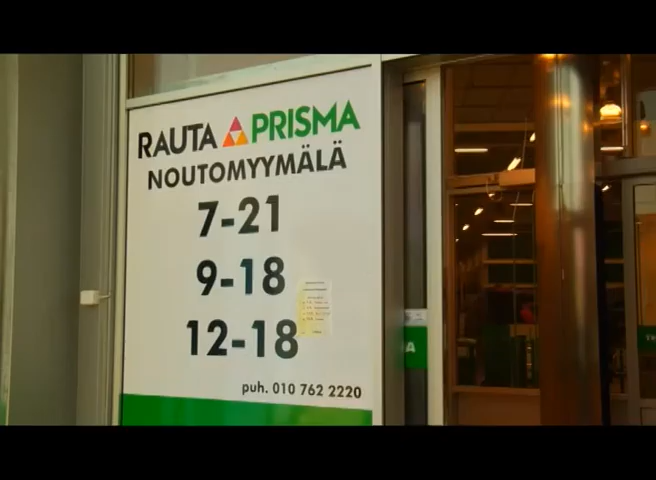 RAUTA PRISMA
NOUTOMYYMÄLÄ
7-21
9-18
12-18
puh. 010 762 2220